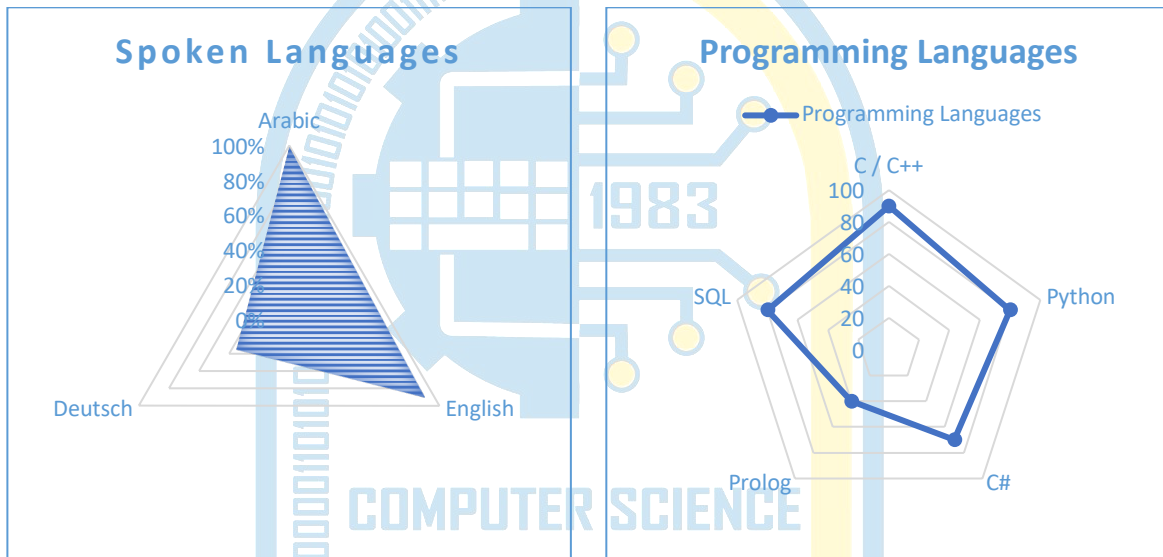 Spoken Languages
Arabic
100%
80%
60%
40%
20%
0%
Deutsch
English
Programming Languages
Programming Languages
C / C++
100
80
60
40
20
0
SQL
Python
Prolog
C#
1983
COMPUTER SCIENCE